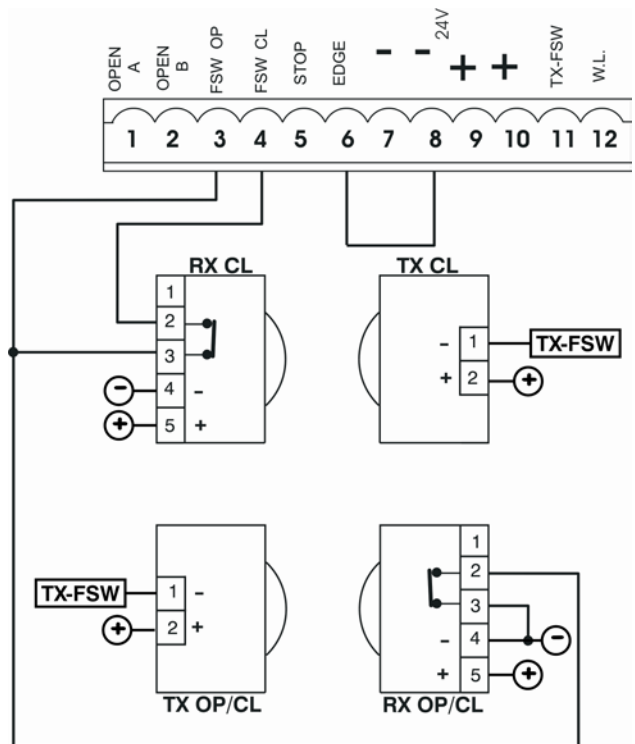 OPEN A
OPEN B
FSW OP
FSW CL
STOP
EDGE
- - 24V + +
TX-FSW
W.L.
1 2 3 4 5 6 7 8 9 10 11 12
RX CL
1
2
3
- 4 -
+ 5 +
TX CL
- 1 TX-FSW
+ 2 +
TX-FSW 1 -
+ 2 +
TX OP/CL
1
2
3
- 4 -
+ 5 +
RX OP/CL